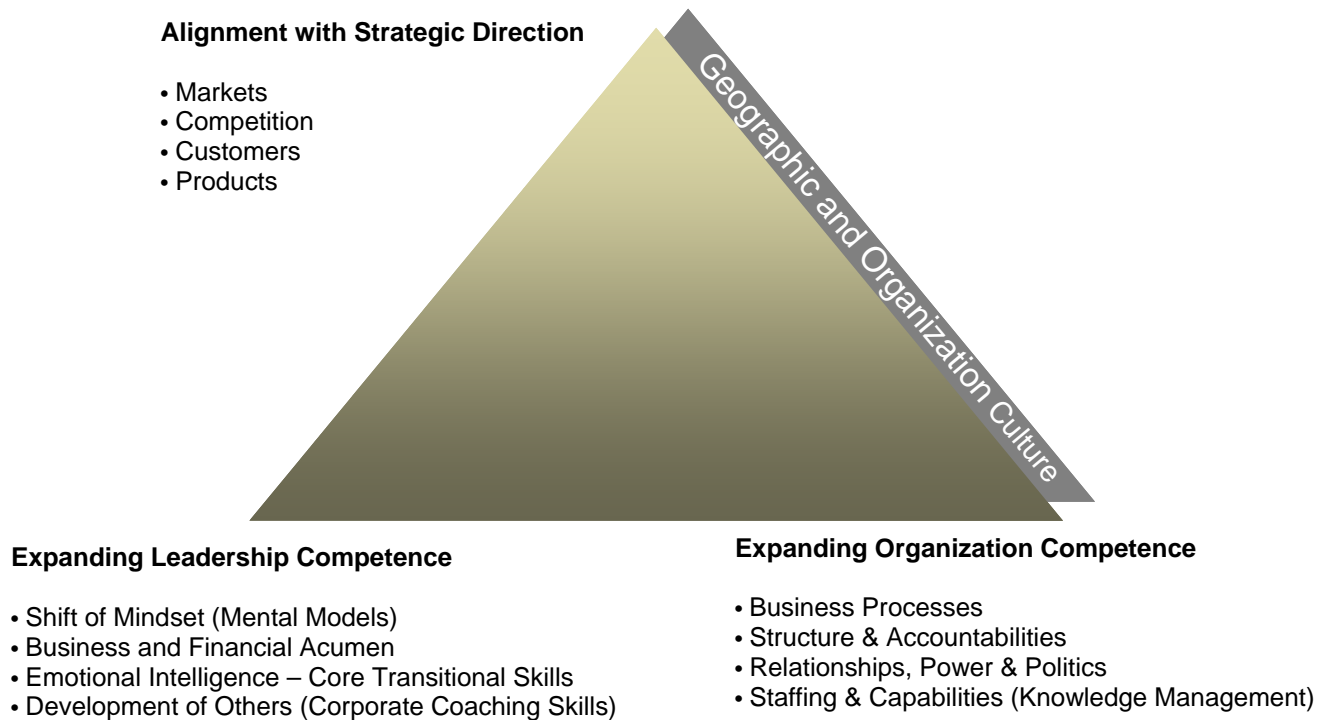 Alignment with Strategic Direction
• Markets
• Competition
• Customers
• Products
Geographic and Organization Culture
Expanding Leadership Competence
• Shift of Mindset (Mental Models)
• Business and Financial Acumen
• Emotional Intelligence – Core Transitional Skills
• Development of Others (Corporate Coaching Skills)
Expanding Organization Competence
• Business Processes
• Structure & Accountabilities
• Relationships, Power & Politics
• Staffing & Capabilities (Knowledge Management)